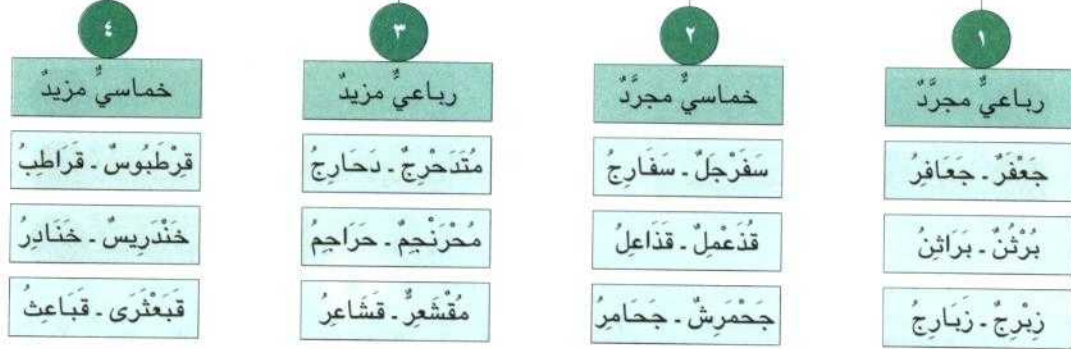 ١
رباعيٌّ مجرَّدٌ
جَعْفَرٌ ـ جَعَافِرُ
بُرْثُنٌ ـ بَرَاثِنُ
زِبْرِجٌ ـ زَبَارِجُ
٢
خماسيٌّ مجرَّدٌ
سَفَرْجَلٌ ـ سَفَارِجُ
قُذَعْمِلٌ ـ قَذَاعِلُ
جَحْمَرِشٌ ـ جَحَامِرُ
٣
رباعيٌّ مزيدٌ
مُتَدَحْرِجٌ ـ دَحَارِجُ
مُحْرَنْجِمٌ ـ حَرَاجِمُ
مُقْشَعِرٌّ ـ قَشَاعِرُ
٤
خماسيٌّ مزيدٌ
قِرْطَبُوسٌ ـ قَرَاطِبُ
خَنْدَرِيسٌ ـ خَنَادِرُ
قَبَعْثَرَى ـ قَبَاعِثُ